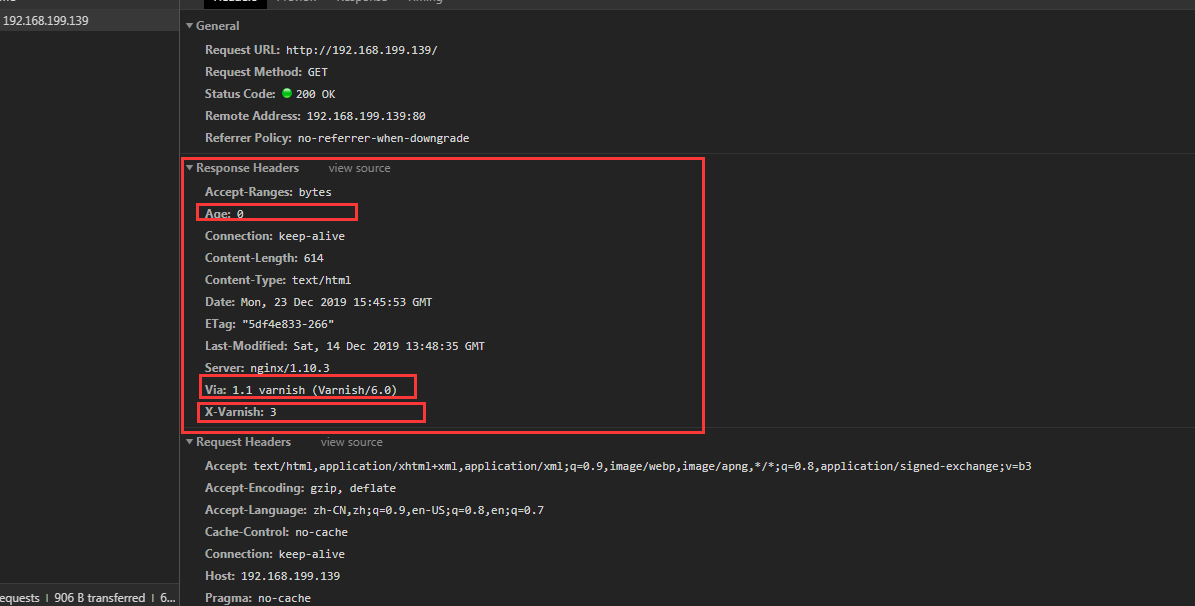 Headers Preview Response Timing
192.168.199.139
General
Request URL: http://192.168.199.139/
Request Method: GET
Status Code: 200 OK
Remote Address: 192.168.199.139:80
Referrer Policy: no-referrer-when-downgrade
Response Headers view source
Accept-Ranges: bytes
Age: 0
Connection: keep-alive
Content-Length: 614
Content-Type: text/html
Date: Mon, 23 Dec 2019 15:45:53 GMT
ETag: "5df4e833-266"
Last-Modified: Sat, 14 Dec 2019 13:48:35 GMT
Server: nginx/1.10.3
Via: 1.1 varnish (Varnish/6.0)
X-Varnish: 3
Request Headers view source
Accept: text/html,application/xhtml+xml,application/xml;q=0.9,image/webp,image/apng,*/*;q=0.8,application/signed-exchange;v=b3
Accept-Encoding: gzip, deflate
Accept-Language: zh-CN,zh;q=0.9,en-US;q=0.8,en;q=0.7
Cache-Control: no-cache
Connection: keep-alive
Host: 192.168.199.139
Pragma: no-cache
equests | 906 B transferred | 6...